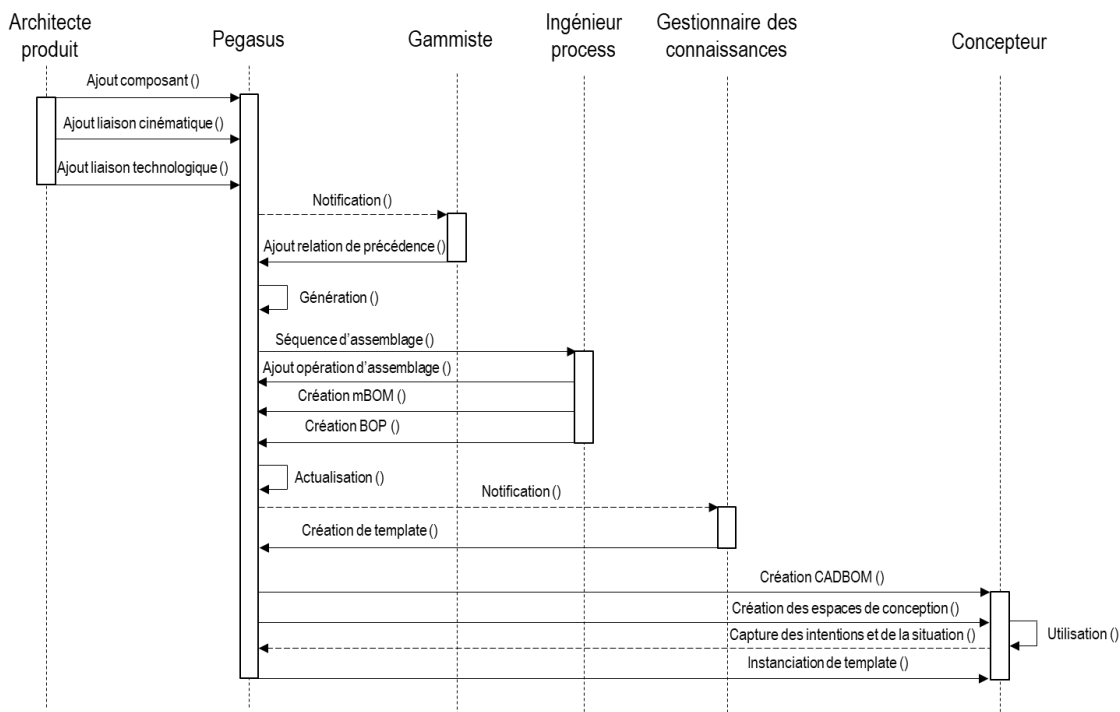 Architecte
produit
Pegasus
Gammiste
Ingénieur
process
Gestionnaire des
connaissances
Concepteur
Ajout composant ()
Ajout liaison cinématique ()
Ajout liaison technologique ()
Notification ()
Ajout relation de précédence ()
Génération ()
Séquence d'assemblage ()
Ajout opération d'assemblage ()
Création mBOM ()
Création BOP ()
Actualisation ()
Notification ()
Création de template ()
Création CADBOM ()
Création des espaces de conception ()
Utilisation ()
Capture des intentions et de la situation ()
Instanciation de template ()